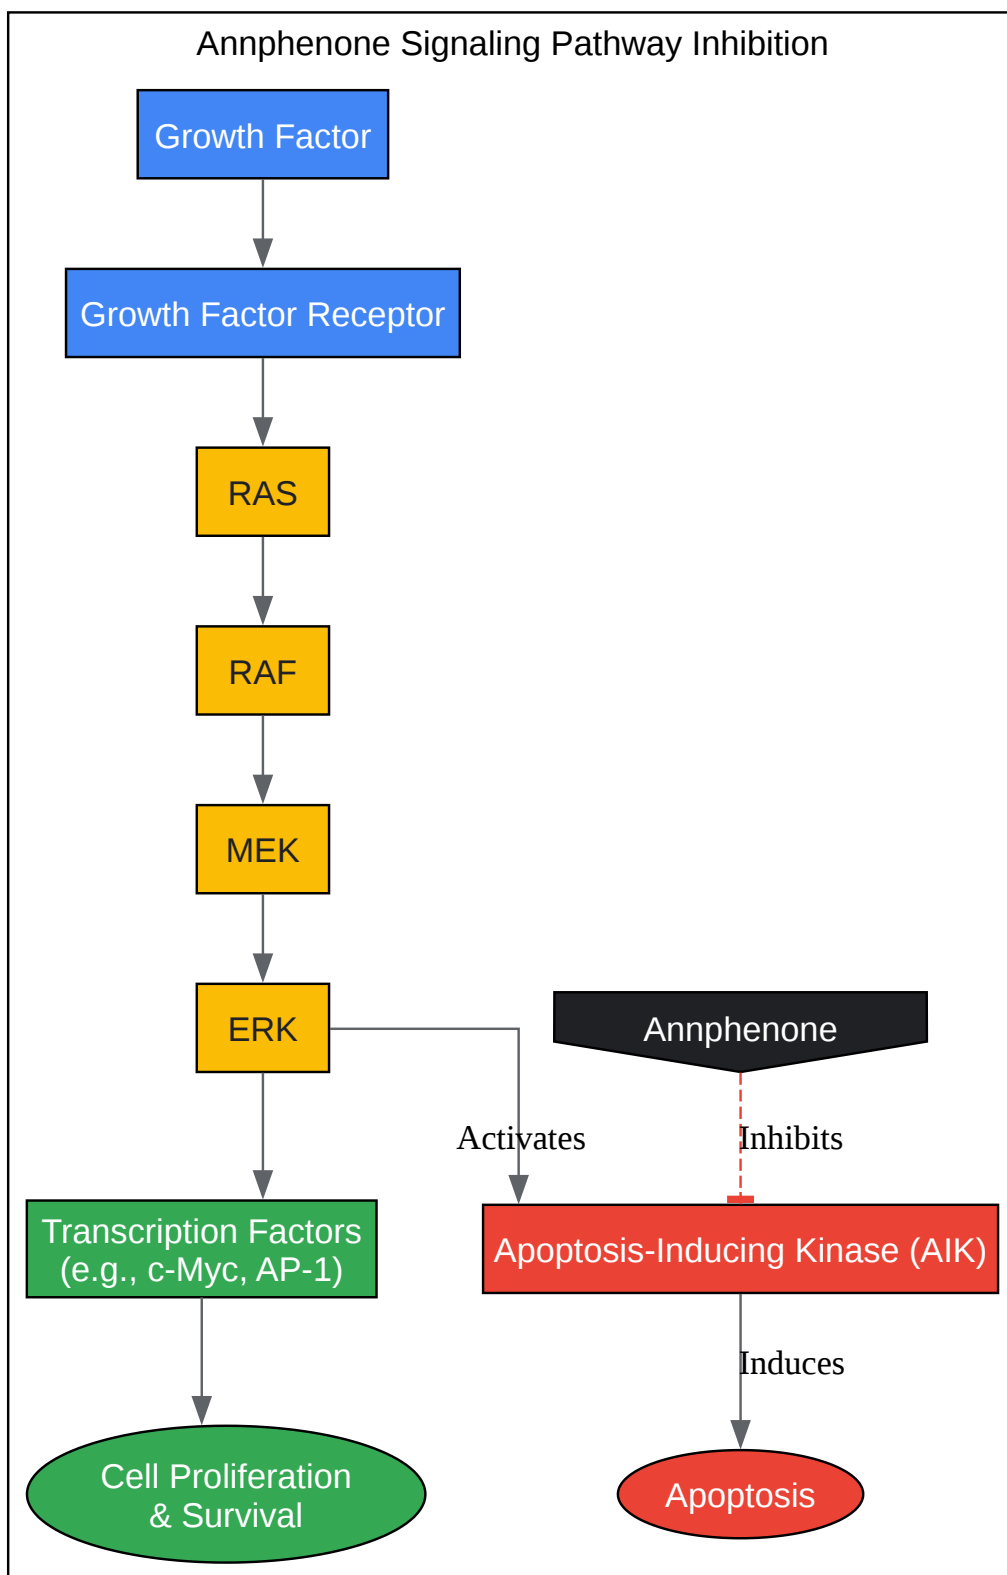 Annphenone Signaling Pathway Inhibition
Growth Factor
Growth Factor Receptor
RAS
RAF
MEK
ERK
Annphenone
Activates
Inhibits
Transcription Factors
(e.g., c-Myc, AP-1)
Apoptosis-Inducing Kinase (AIK)
Induces
Cell Proliferation
& Survival
Apoptosis